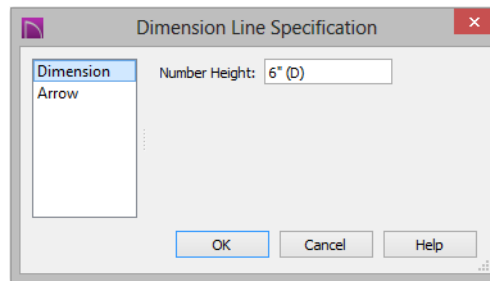 Dimension Line Specification
Dimension
Arrow
Number Height: 6" (D)
OK Cancel Help